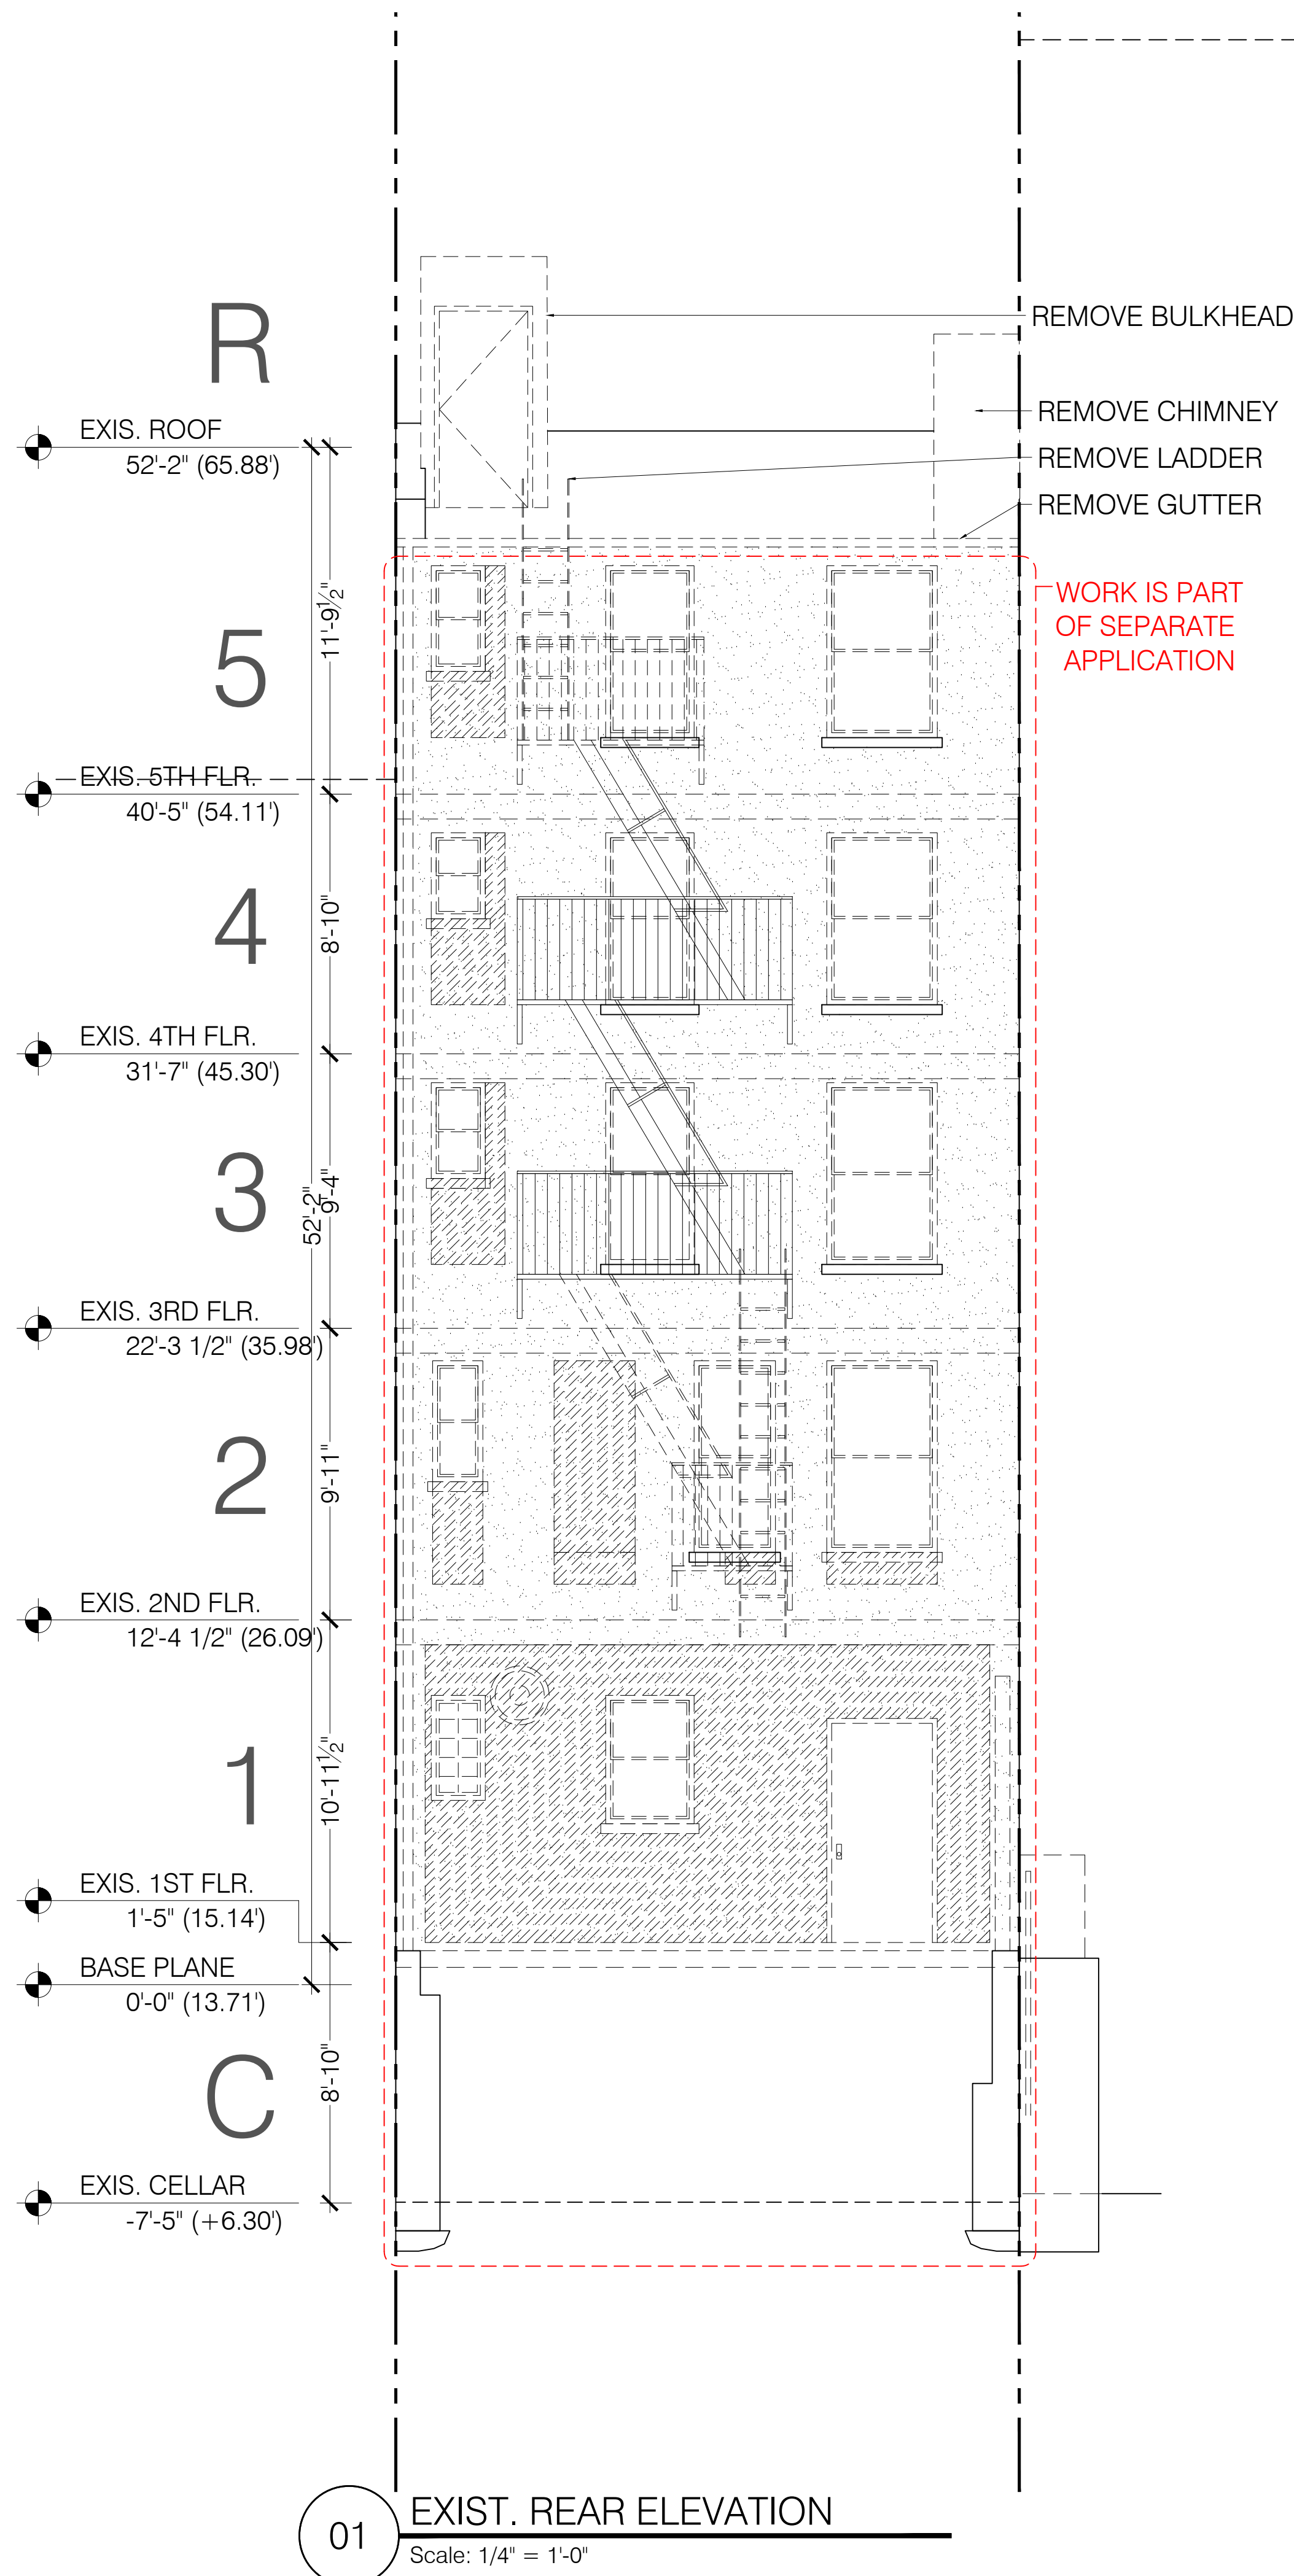 R
REMOVE BULKHEAD
REMOVE CHIMNEY
EXIS. ROOF
52'-2" (65.88')
REMOVE LADDER
REMOVE GUTTER
WORK IS PART
OF SEPARATE
APPLICATION
11'-9½"
5
EXIS. 5TH FLR.
40'-5" (54.11')
4
8'-10"
EXIS. 4TH FLR.
31'-7" (45.30')
3
9'-4"
52'-2"
EXIS. 3RD FLR.
22'-3 1/2" (35.98')
2
9'-11"
EXIS. 2ND FLR.
12'-4 1/2" (26.09')
1
10'-11½"
EXIS. 1ST FLR.
1'-5" (15.14')
BASE PLANE
0'-0" (13.71')
C
8'-10"
EXIS. CELLAR
-7'-5" (+6.30')
01
EXIST. REAR ELEVATION
Scale: 1/4" = 1'-0"